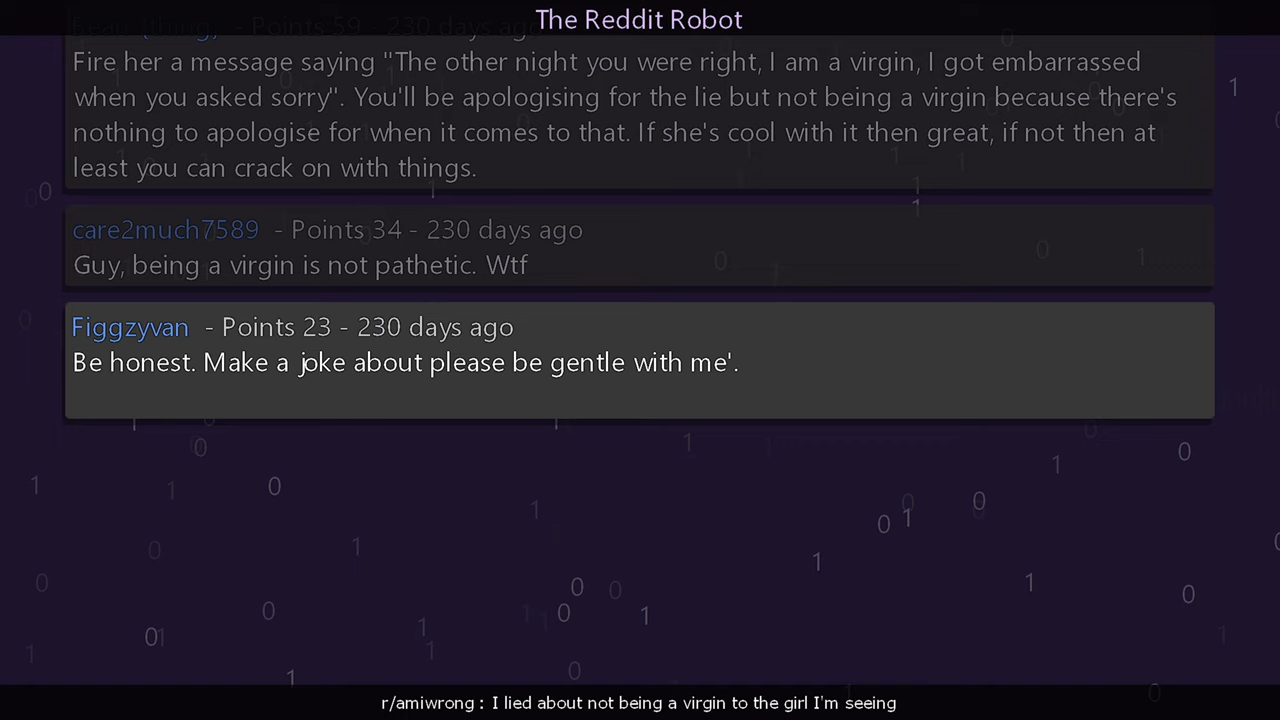 The Reddit Robot
- Points 59 - 230 days ago
Fire her a message saying "The other night you were right, I am a virgin, I got embarrassed
when you asked sorry". You'll be apologising for the lie but not being a virgin because there's
nothing to apologise for when it comes to that. If she's cool with it then great, if not then at
least you can crack on with things.
care2much7589 - Points 34 - 230 days ago
Guy, being a virgin is not pathetic. Wtf
Figgzyvan - Points 23 - 230 days ago
Be honest. Make a joke about please be gentle with me'.
r/amiwrong : I lied about not being a virgin to the girl I'm seeing